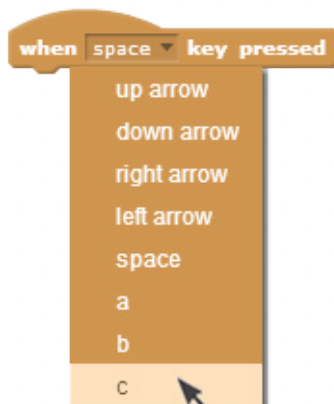 when space key pressed
up arrow
down arrow
right arrow
left arrow
space
a
b
c